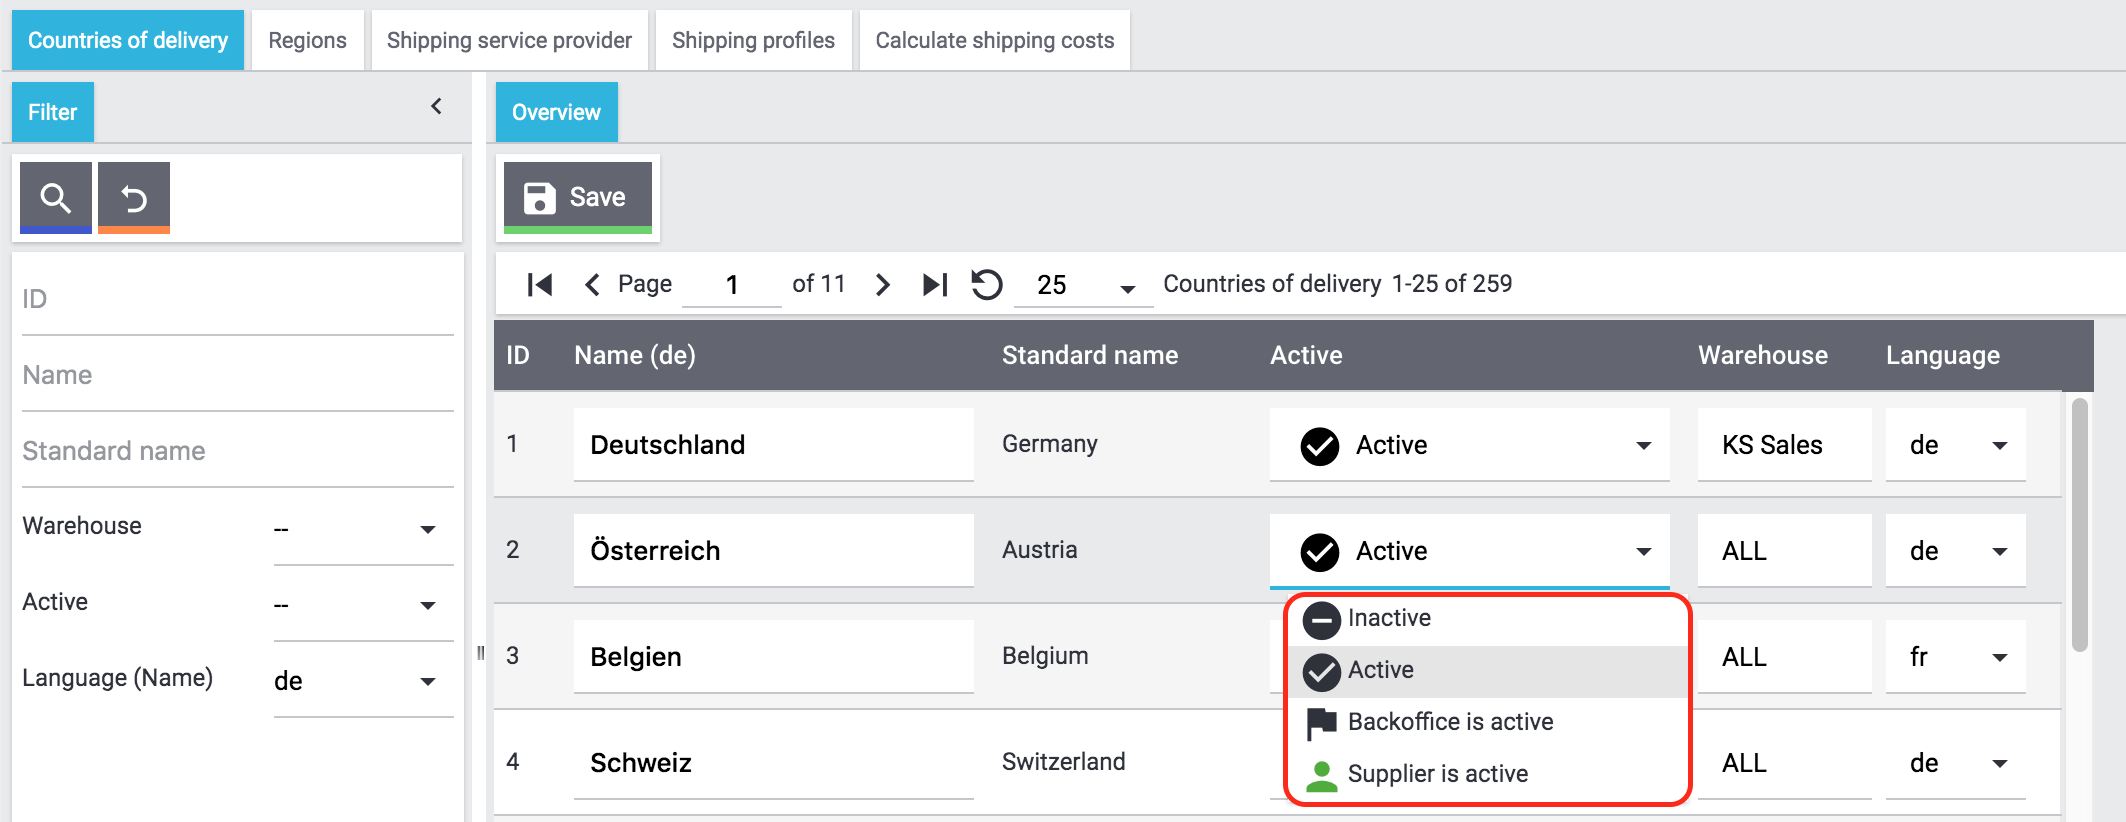 Countries of delivery Regions Shipping service provider Shipping profiles Calculate shipping costs
Filter
Overview
Save
Page 1 of 11 25 Countries of delivery 1-25 of 259
ID
Name
Standard name
Warehouse --
Active --
Language (Name) de
ID Name (de) Standard name Active Warehouse Language
1 Deutschland Germany Active KS Sales de
2 Österreich Austria Active ALL de
3 Belgien Belgium ALL fr
4 Schweiz Switzerland ALL de
Inactive
Active
Backoffice is active
Supplier is active